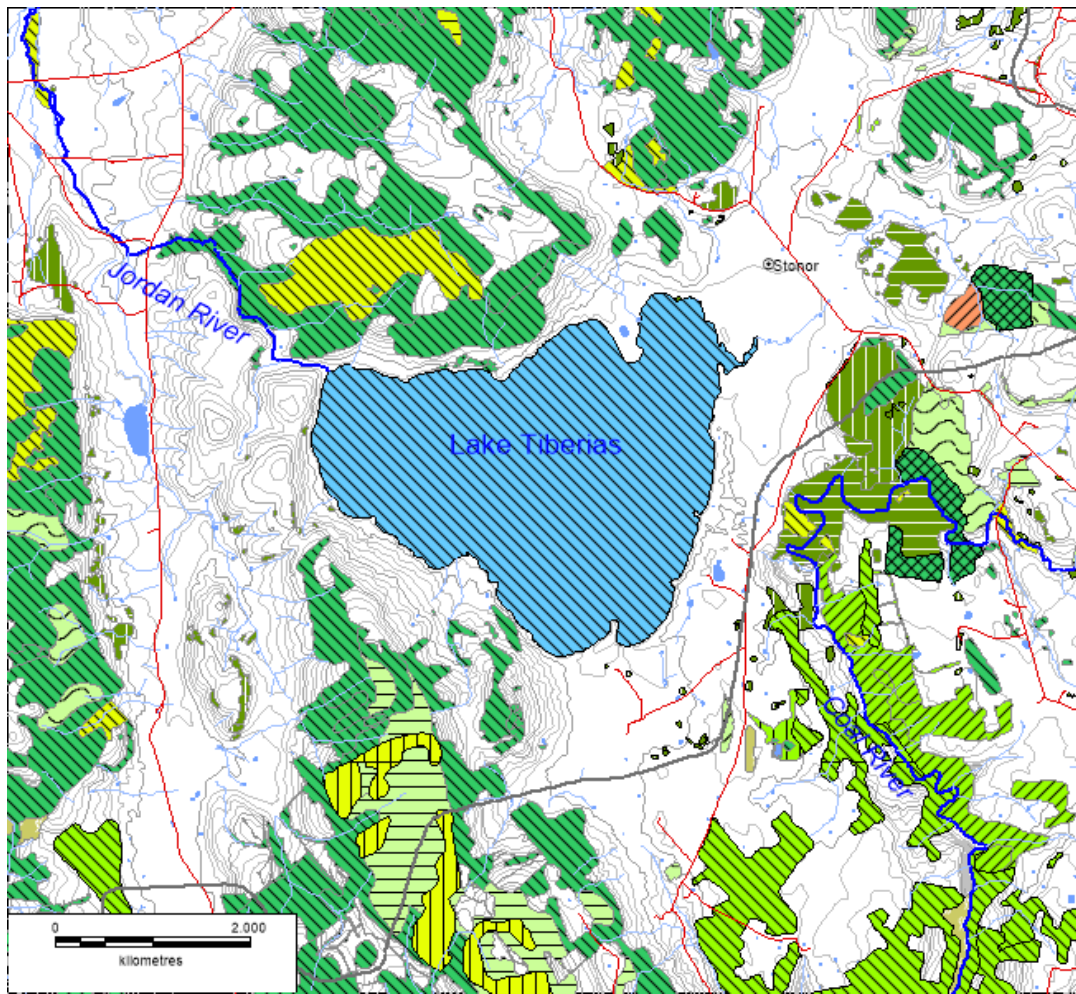 Stonor
Jordan River
Lake Tiberias
Coal River
0 2.000
kilometres